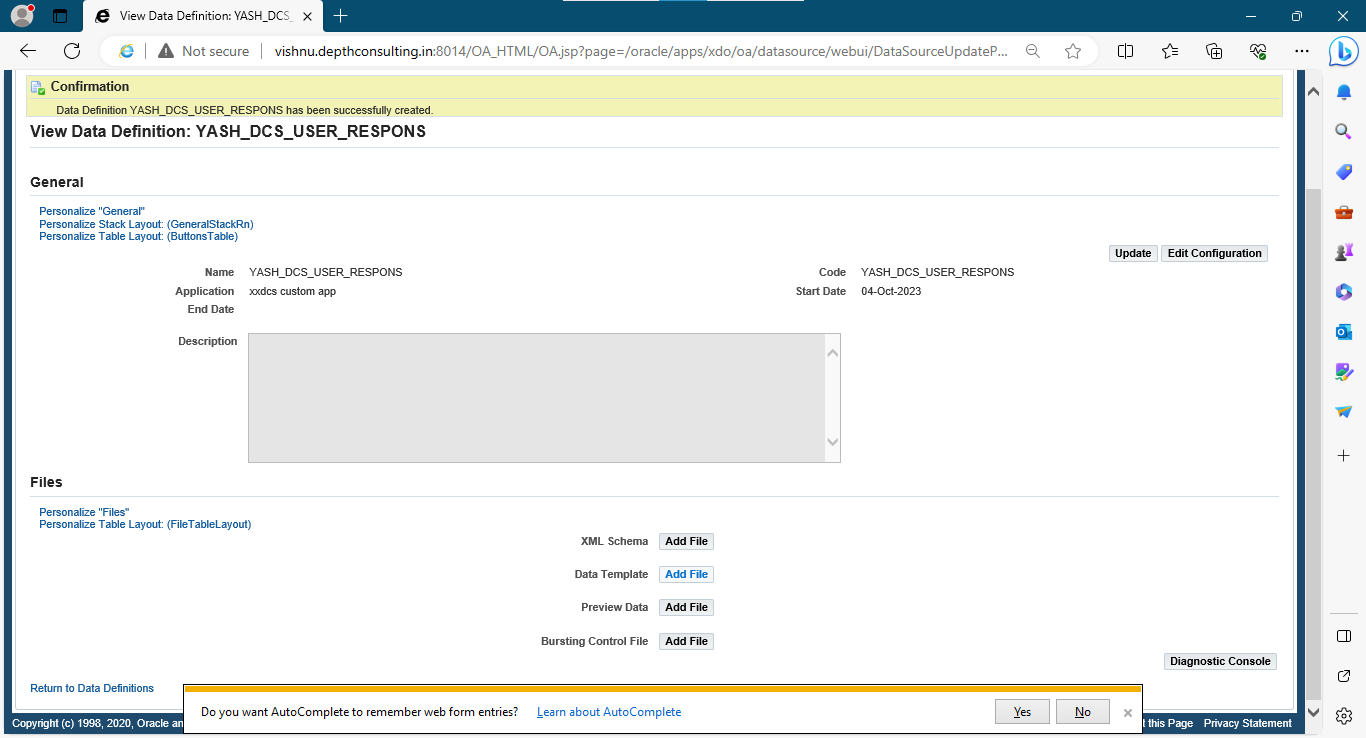 View Data Definition: YASH_DCS_
Not secure
vishnu.depthconsulting.in:8014/OA_HTML/OA.jsp?page=/oracle/apps/xdo/oa/datasource/webui/DataSourceUpdateP...
Confirmation
Data Definition YASH_DCS_USER_RESPONS has been successfully created.
View Data Definition: YASH_DCS_USER_RESPONS
General
Personalize "General"
Personalize Stack Layout: (GeneralStackRn)
Personalize Table Layout: (ButtonsTable)
Update Edit Configuration
Name YASH_DCS_USER_RESPONS Code YASH_DCS_USER_RESPONS
Application xxdcs custom app Start Date 04-Oct-2023
End Date
Description
Files
Personalize "Files"
Personalize Table Layout: (FileTableLayout)
XML Schema Add File
Data Template Add File
Preview Data Add File
Bursting Control File Add File
Diagnostic Console
Return to Data Definitions
Do you want AutoComplete to remember web form entries? Learn about AutoComplete Yes No
Copyright (c) 1998, 2020, Oracle an
t this Page Privacy Statement